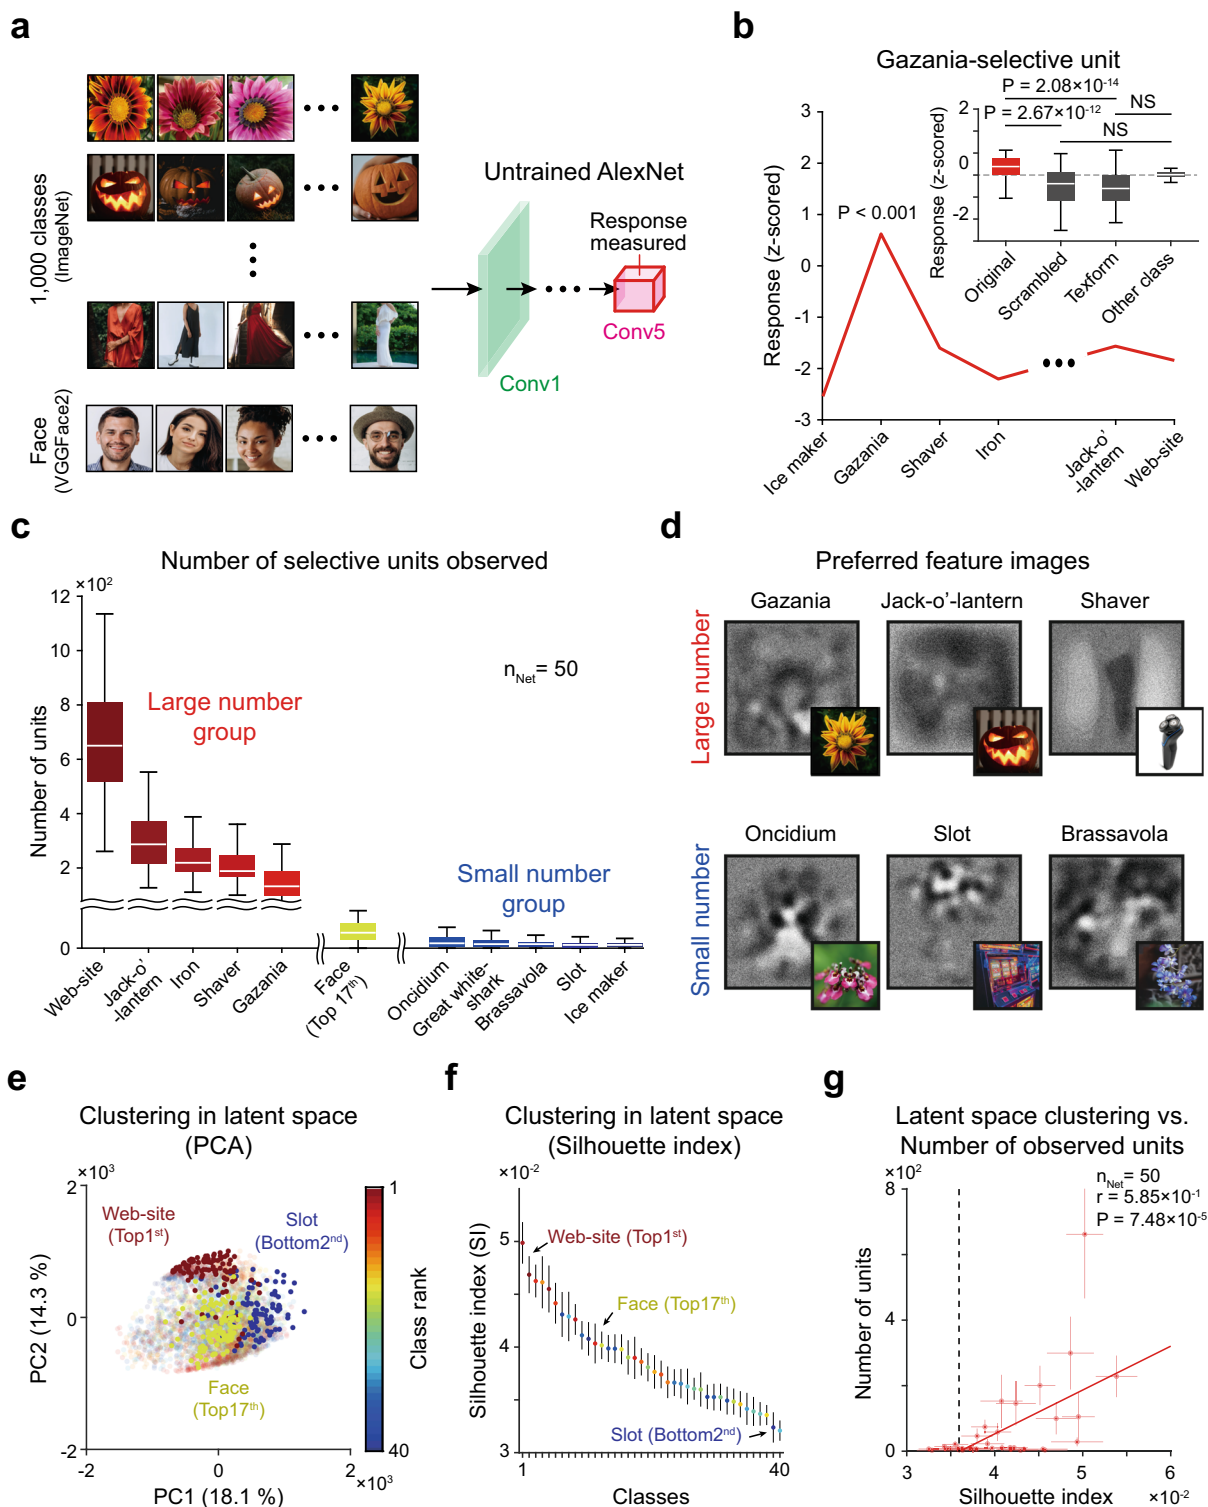 a
1,000 classes
(ImageNet)
Face
(VGGFace2)
Untrained AlexNet
Response
measured
Conv5
Conv1
b
Gazania-selective unit
P = 2.08×10⁻¹⁴
P = 2.67×10⁻¹²
NS
NS
Response (z-scored)
2
0
-2
Original
Scrambled
Texform
Other class
P < 0.001
Response (z-scored)
3
2
1
0
-1
-2
-3
Ice maker
Gazania
Shaver
Iron
Jack-o'
-lantern
Web-site
c
Number of selective units observed
×10²
12
10
8
6
4
2
0
Number of units
Large number
group
n_Net = 50
Small number
group
Web-site
Jack-o'
-lantern
Iron
Shaver
Gazania
Face
(Top 17ᵗʰ)
Oncidium
Great white-
shark
Brassavola
Slot
Ice maker
d
Preferred feature images
Large number
Gazania
Jack-o'-lantern
Shaver
Small number
Oncidium
Slot
Brassavola
e
Clustering in latent space
(PCA)
×10³
2
0
-2
PC2 (14.3 %)
Web-site
(Top1ˢᵗ)
Slot
(Bottom2ⁿᵈ)
Face
(Top17ᵗʰ)
-2
0
2
×10³
PC1 (18.1 %)
1
40
Class rank
f
Clustering in latent space
(Silhouette index)
×10⁻²
5
4
3
Silhouette index (SI)
Web-site (Top1ˢᵗ)
Face (Top17ᵗʰ)
Slot (Bottom2ⁿᵈ)
1
40
Classes
g
Latent space clustering vs.
Number of observed units
×10²
8
5
2
0
Number of units
n_Net = 50
r = 5.85×10⁻¹
P = 7.48×10⁻⁵
3
4
5
6
×10⁻²
Silhouette index